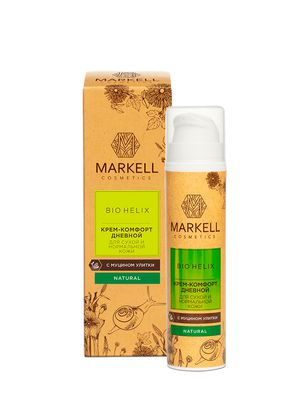 MARKELL
COSMETICS
BIO HELIX
КРЕМ-КОМФОРТ
ДНЕВНОЙ
ДЛЯ СУХОЙ И
НОРМАЛЬНОЙ
КОЖИ
С МУЦИНОМ УЛИТКИ
NATURAL
MARKELL
COSMETICS
BIO HELIX
КРЕМ-КОМФОРТ
ДНЕВНОЙ
ДЛЯ СУХОЙ И
НОРМАЛЬНОЙ
КОЖИ
С МУЦИНОМ УЛИТКИ
NATURAL